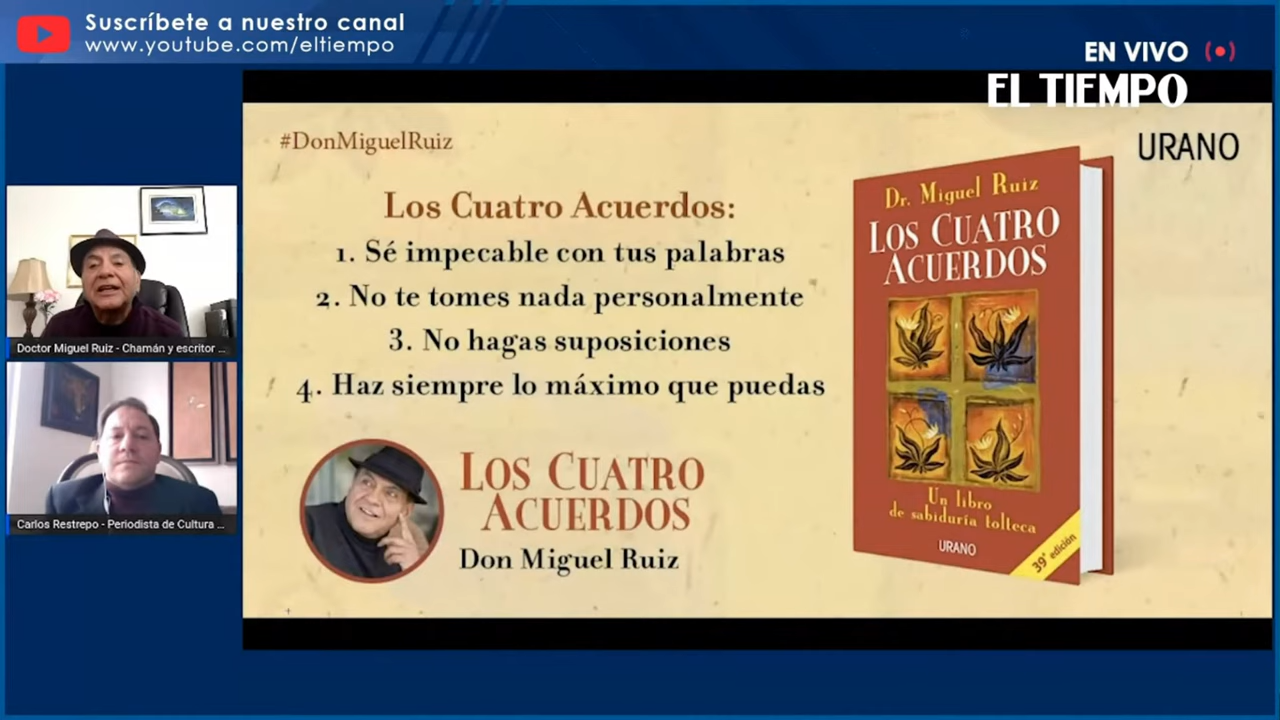 Suscríbete a nuestro canal
www.youtube.com/eltiempo
EN VIVO
EL TIEMPO
#DonMiguelRuiz
URANO
Los Cuatro Acuerdos:
1. Sé impecable con tus palabras
2. No te tomes nada personalmente
3. No hagas suposiciones
4. Haz siempre lo máximo que puedas
LOS CUATRO
ACUERDOS
Don Miguel Ruiz
Dr. Miguel Ruiz
LOS CUATRO
ACUERDOS
Un libro
de sabiduría tolteca
URANO
39ª edición
Doctor Miguel Ruiz - Chamán y escritor ...
Carlos Restrepo - Periodista de Cultura ...